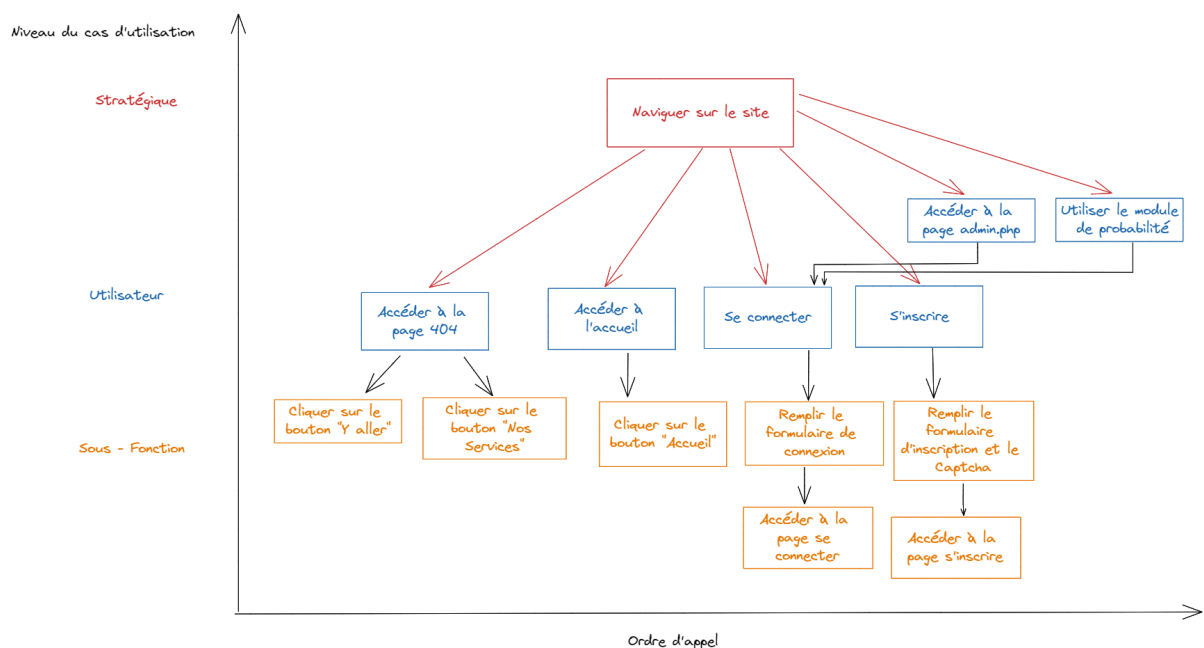 Niveau du cas d'utilisation
Stratégique
Naviguer sur le site
Accéder à la
page admin.php
Utiliser le module
de probabilité
Utilisateur
Accéder à la
page 404
Accéder à
l'accueil
Se connecter
S'inscrire
Sous - Fonction
Cliquer sur le
bouton "Y aller"
Cliquer sur le
bouton "Nos
Services"
Cliquer sur le
bouton "Accueil"
Remplir le
formulaire de
connexion
Remplir le
formulaire
d'inscription et le
Captcha
Accéder à la
page se
connecter
Accéder à la
page s'inscrire
Ordre d'appel